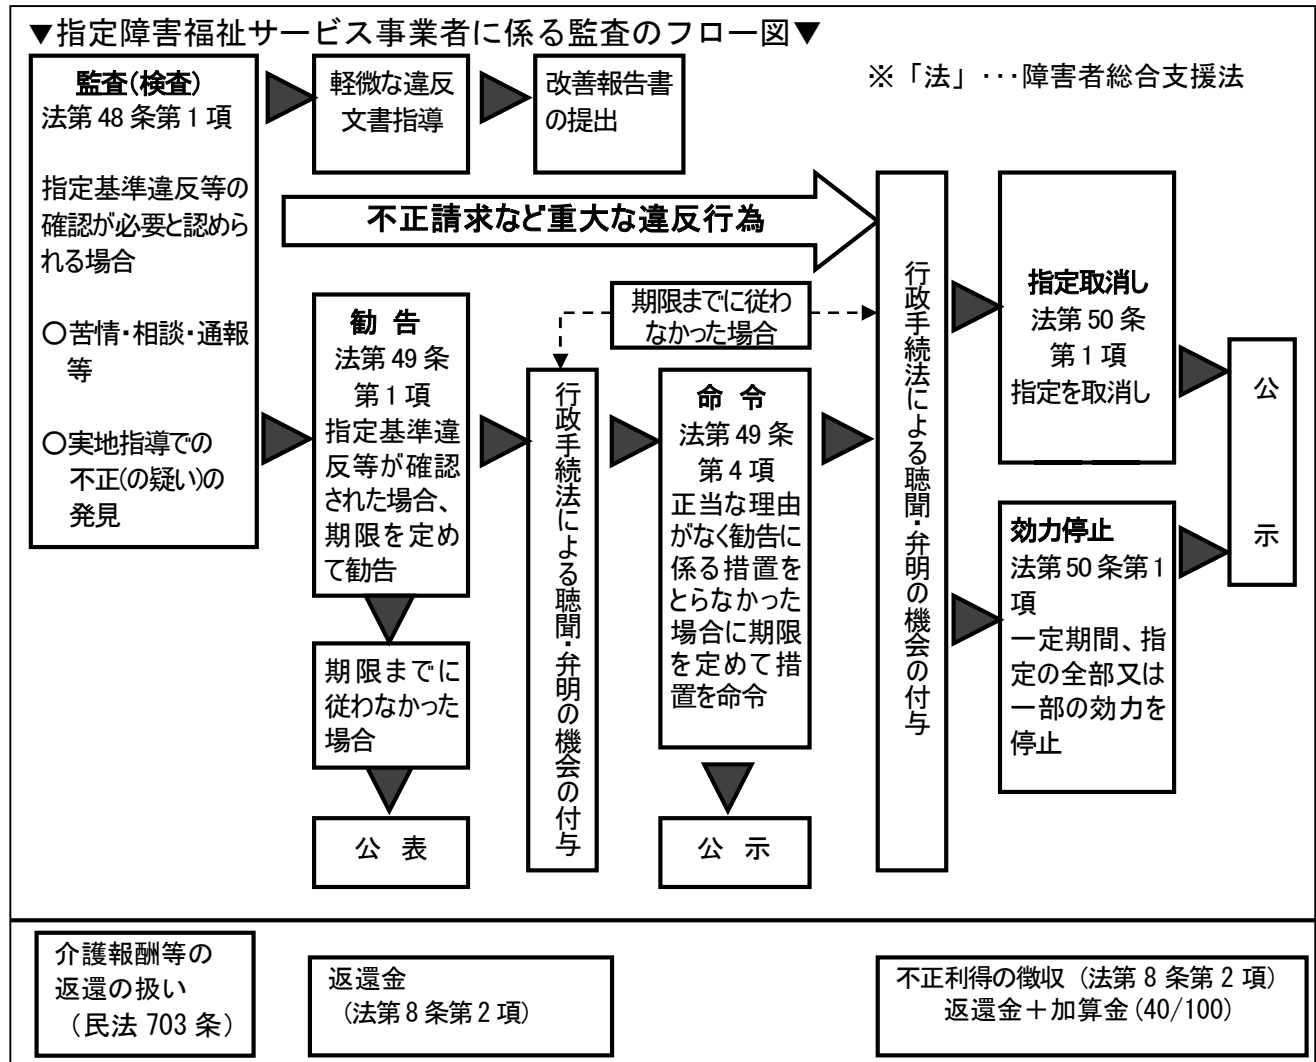 ▼指定障害福祉サービス事業者に係る監査のフロー図▼
※「法」･･･障害者総合支援法
監査(検査)
法第48条第1項
指定基準違反等の
確認が必要と認めら
れる場合
○苦情・相談・通報
等
○実地指導での
不正(の疑い)の
発見
軽微な違反
文書指導
改善報告書
の提出
不正請求など重大な違反行為
勧 告
法第49条
第1項
指定基準違
反等が確認
された場合、
期限を定め
て勧告
期限までに
従わなかった
場合
公 表
期限までに従わ
なかった場合
行政手続法による聴聞・弁明の機会の付与
命 令
法第49条
第4項
正当な理由
がなく勧告に
係る措置を
とらなかった
場合に期限
を定めて措
置を命令
公 示
行政手続法による聴聞・弁明の機会の付与
指定取消し
法第50条
第1項
指定を取消し
効力停止
法第50条第1
項
一定期間、指
定の全部又は
一部の効力を
停止
公示
介護報酬等の
返還の扱い
(民法703条)
返還金
(法第8条第2項)
不正利得の徴収(法第8条第2項)
返還金＋加算金(40/100)